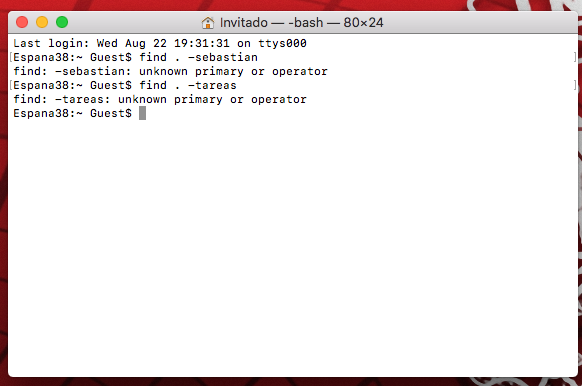 Invitado — -bash — 80×24
Last login: Wed Aug 22 19:31:31 on ttys000
[Espana38:~ Guest$ find . -sebastian ]
find: -sebastian: unknown primary or operator
[Espana38:~ Guest$ find . -tareas ]
find: -tareas: unknown primary or operator
Espana38:~ Guest$